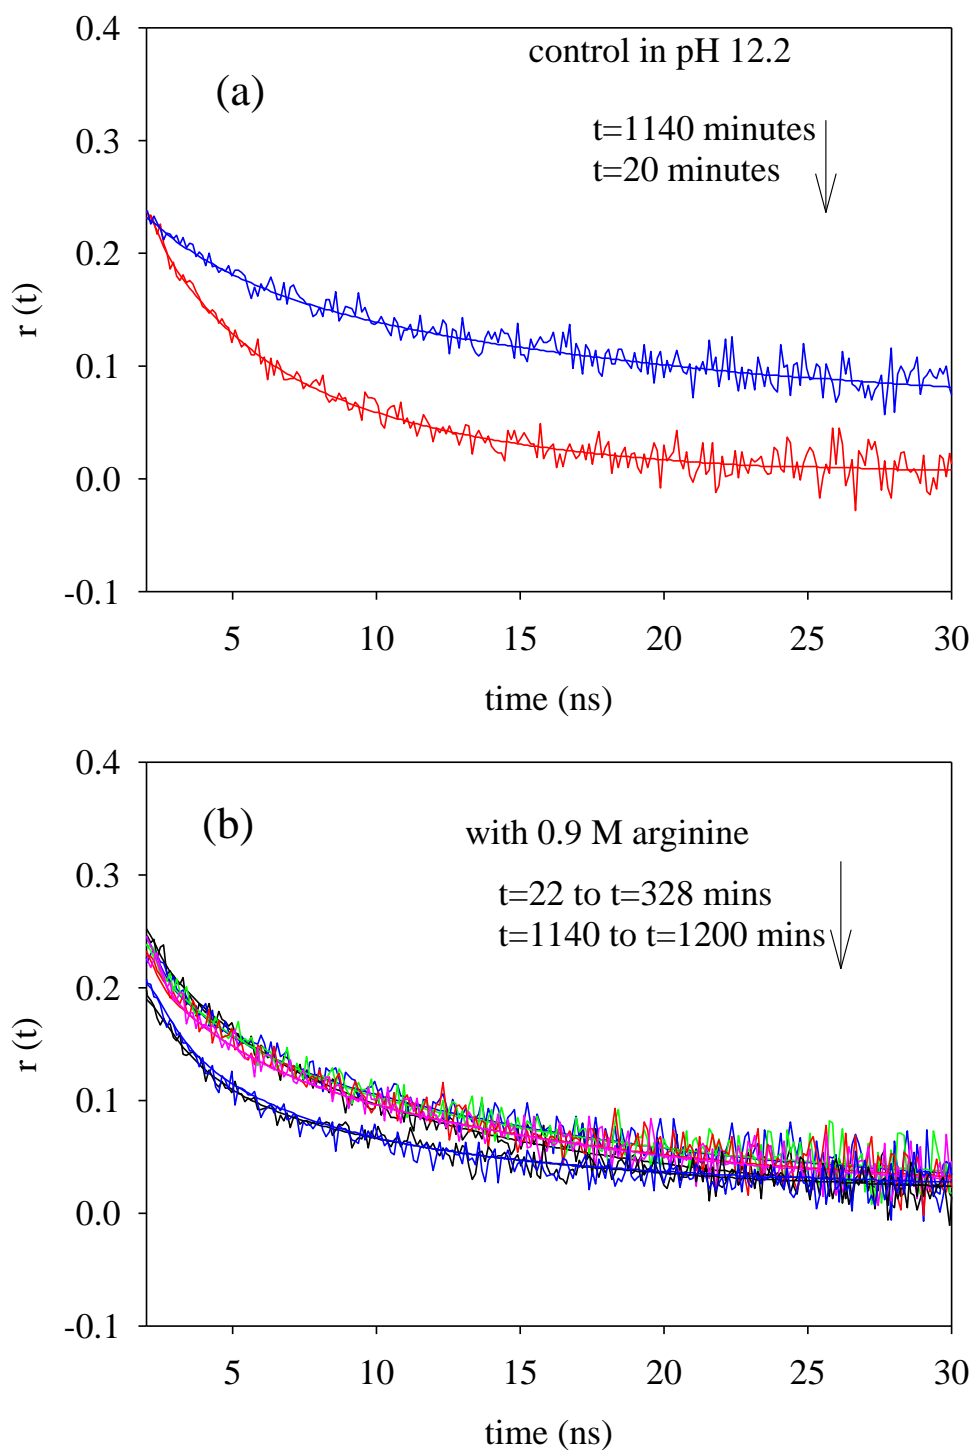 0.4
control in pH 12.2
(a)
t=1140 minutes
0.3
t=20 minutes
0.2
r (t)
0.1
0.0
-0.1
5 10 15 20 25 30
time (ns)
0.4
(b)
with 0.9 M arginine
0.3
t=22 to t=328 mins
t=1140 to t=1200 mins
0.2
r (t)
0.1
0.0
-0.1
5 10 15 20 25 30
time (ns)